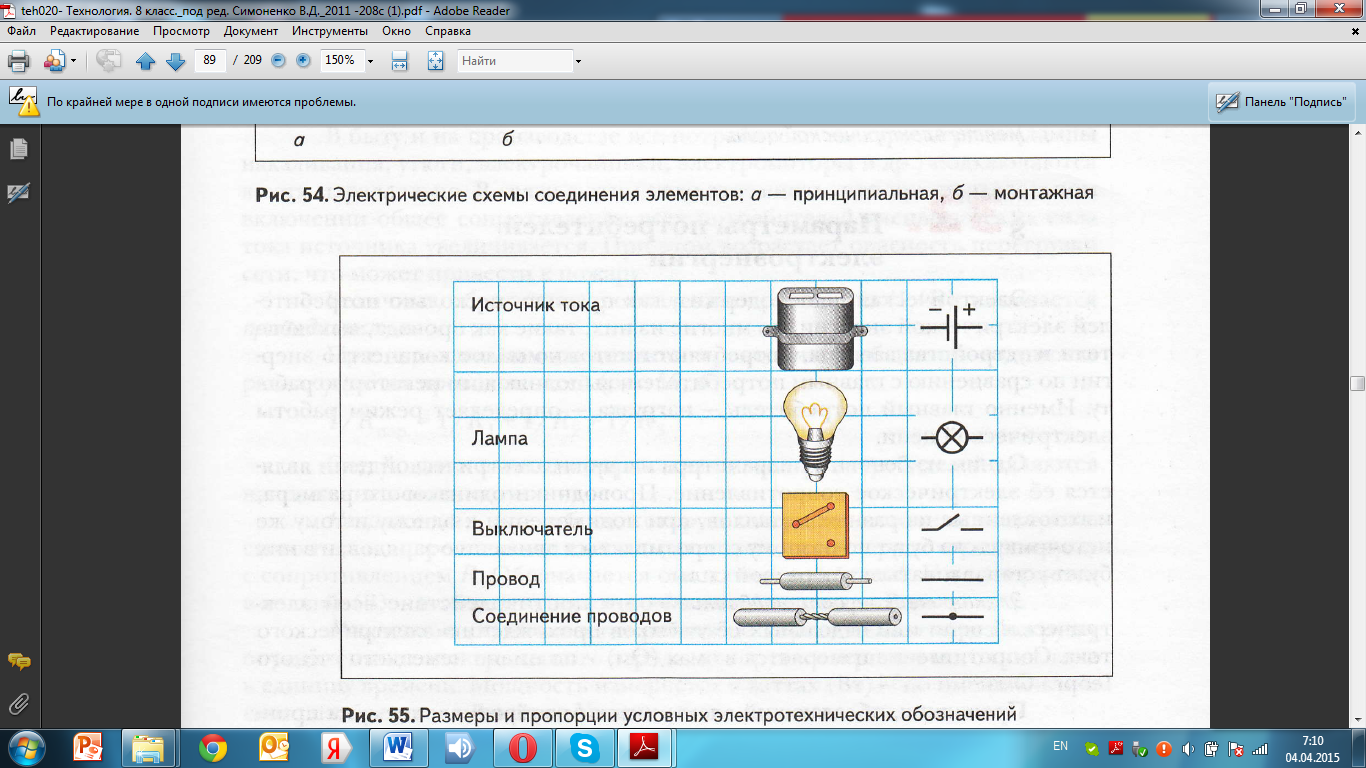 teh020- Технология. 8 класс._под ред. Симоненко В.Д._2011 -208с (1).pdf - Adobe Reader
Файл Редактирование Просмотр Документ Инструменты Окно Справка
89 / 209 150% Найти
По крайней мере в одной подписи имеются проблемы. Панель "Подпись"
а б
Рис. 54. Электрические схемы соединения элементов: а — принципиальная, б — монтажная
Источник тока
− +
Лампа
Выключатель
Провод
Соединение проводов
Рис. 55. Размеры и пропорции условных электротехнических обозначений
EN
7:10
04.04.2015